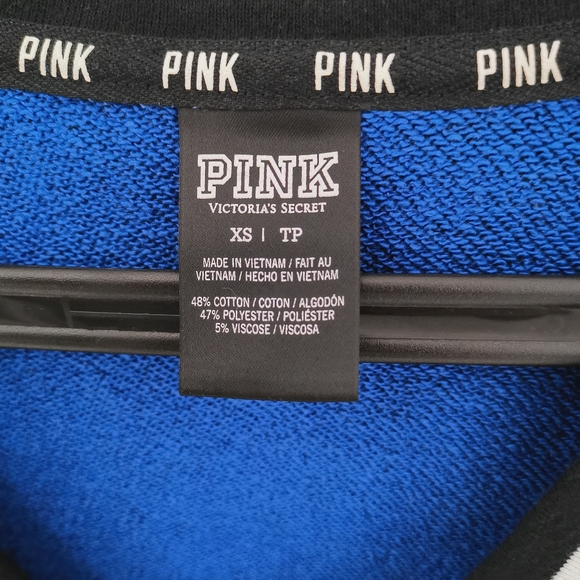 PINK PINK PINK PINK
PINK
VICTORIA'S SECRET
XS | TP
MADE IN VIETNAM / FAIT AU
VIETNAM / HECHO EN VIETNAM
48% COTTON / COTON / ALGODÓN
47% POLYESTER / POLIÉSTER
5% VISCOSE / VISCOSA